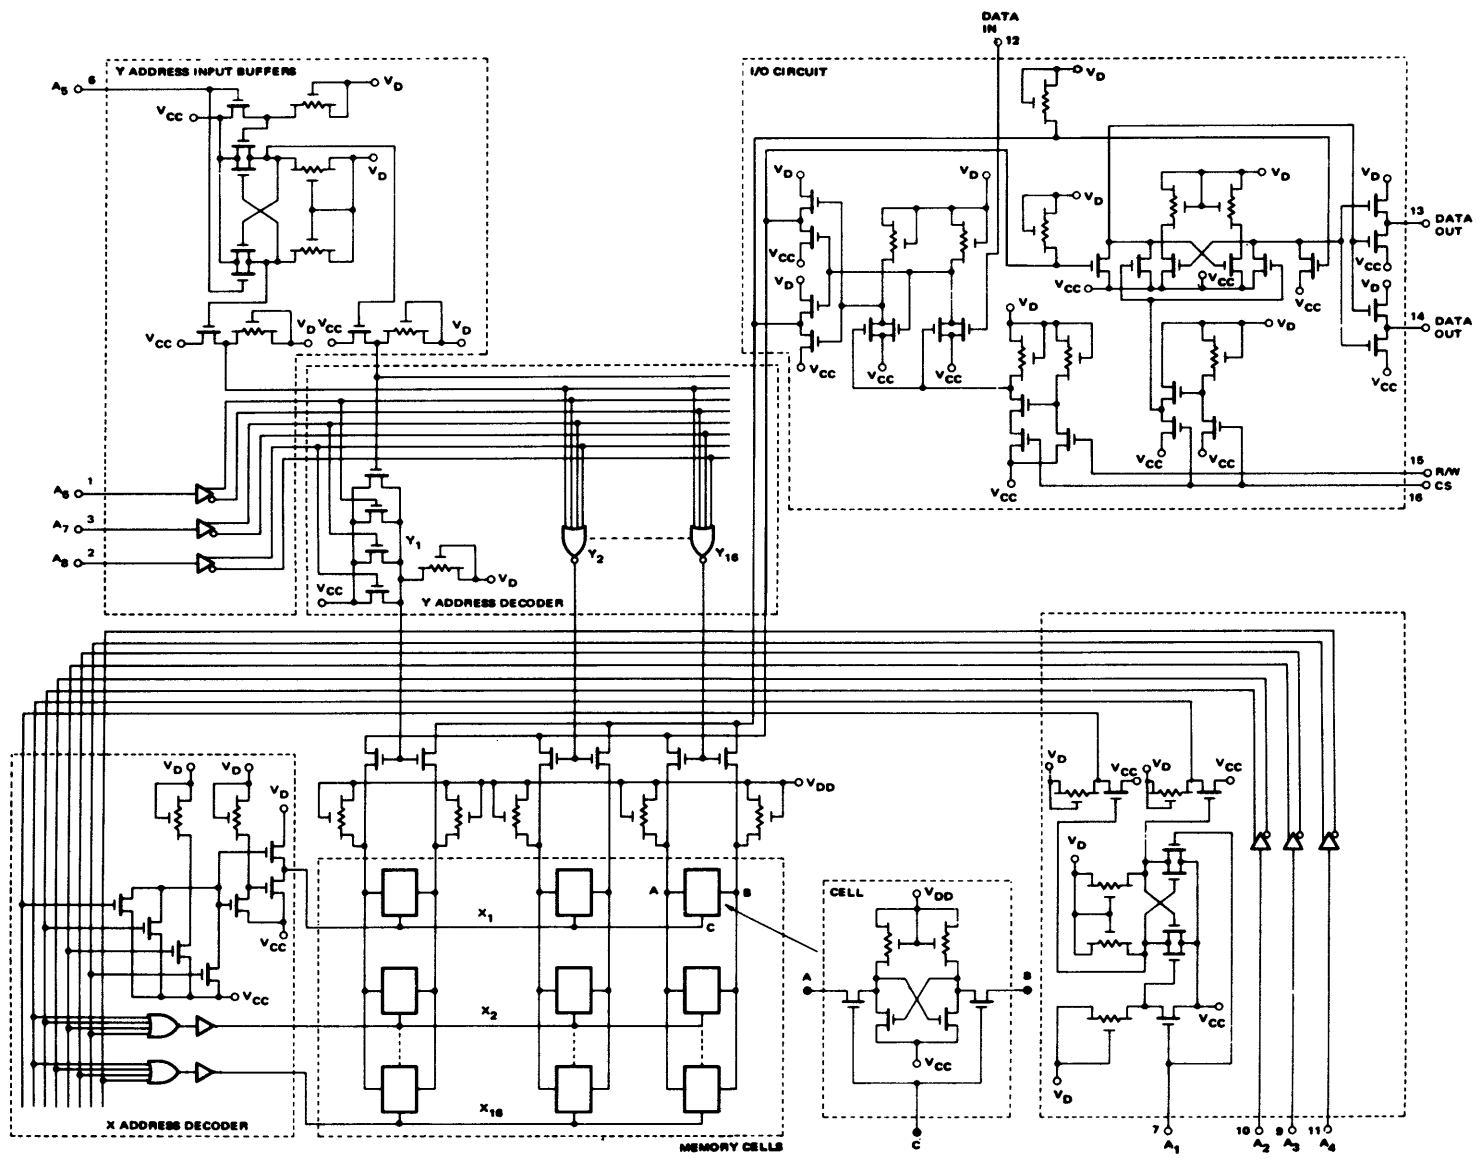 DATA
IN
12
Y ADDRESS INPUT BUFFERS
I/O CIRCUIT
A5
6
VCC
VD
VD
VCC
VD
VCC
VD
VD
VD
VD
VD
VD
VD
VCC
VD
VCC
VCC
VCC
VD
VCC
VCC
VCC
VD
VCC
VCC
VD
VCC
VD
VCC
13
DATA
OUT
14
DATA
OUT
15
R/W
CS
16
A6
1
A7
3
A8
2
Y1
VCC
VD
Y2
Y16
Y ADDRESS DECODER
VD
VD
VD
VCC
VCC
VDD
VD
VCC
VD
VCC
VD
VCC
VD
A
B
C
X1
X2
X16
CELL
VDD
A
B
VCC
C
X ADDRESS DECODER
MEMORY CELLS
7
A1
10
A2
9
A3
11
A4